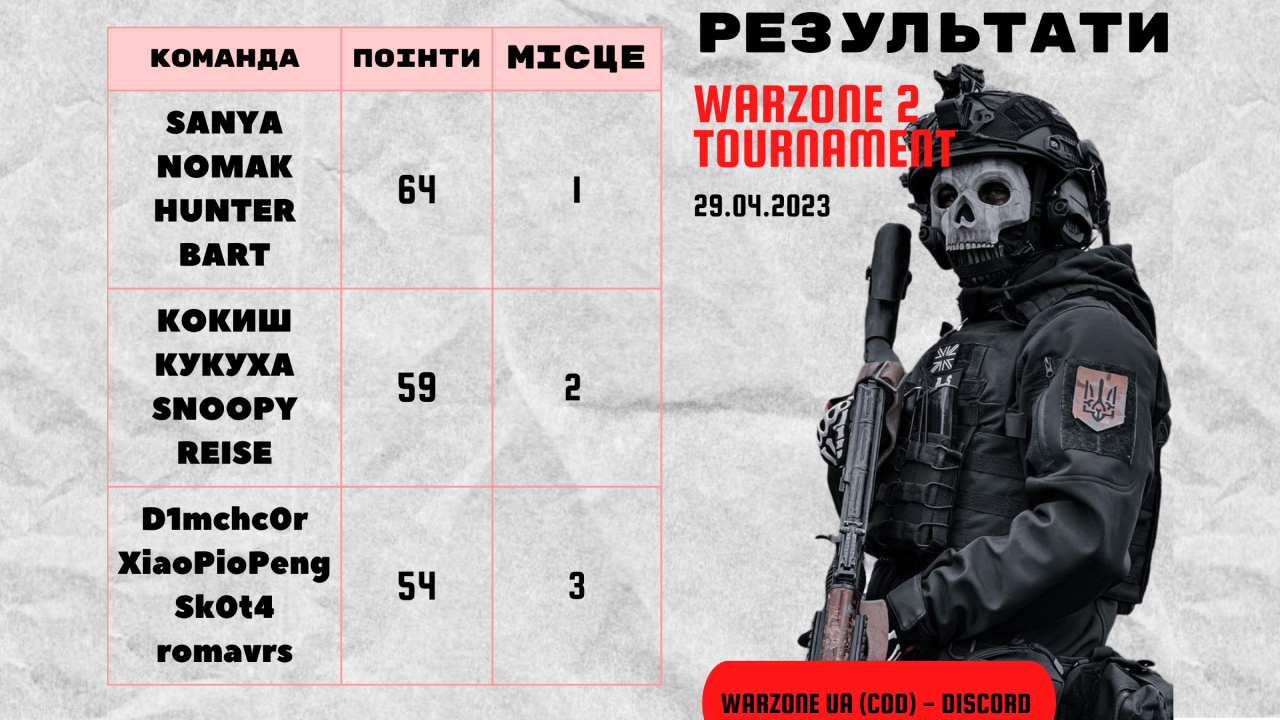 РЕЗУЛЬТАТИ
WARZONE 2
TOURNAMENT
29.04.2023
КОМАНДА ПОІНТИ МІСЦЕ
SANYA
NOMAK
HUNTER
BART
64 1
КОКИШ
КУКУХА
SNOOPY
REISE
59 2
D1mchc0r
XiaoPioPeng
Sk0t4
romavrs
54 3
WARZONE UA (COD) - DISCORD